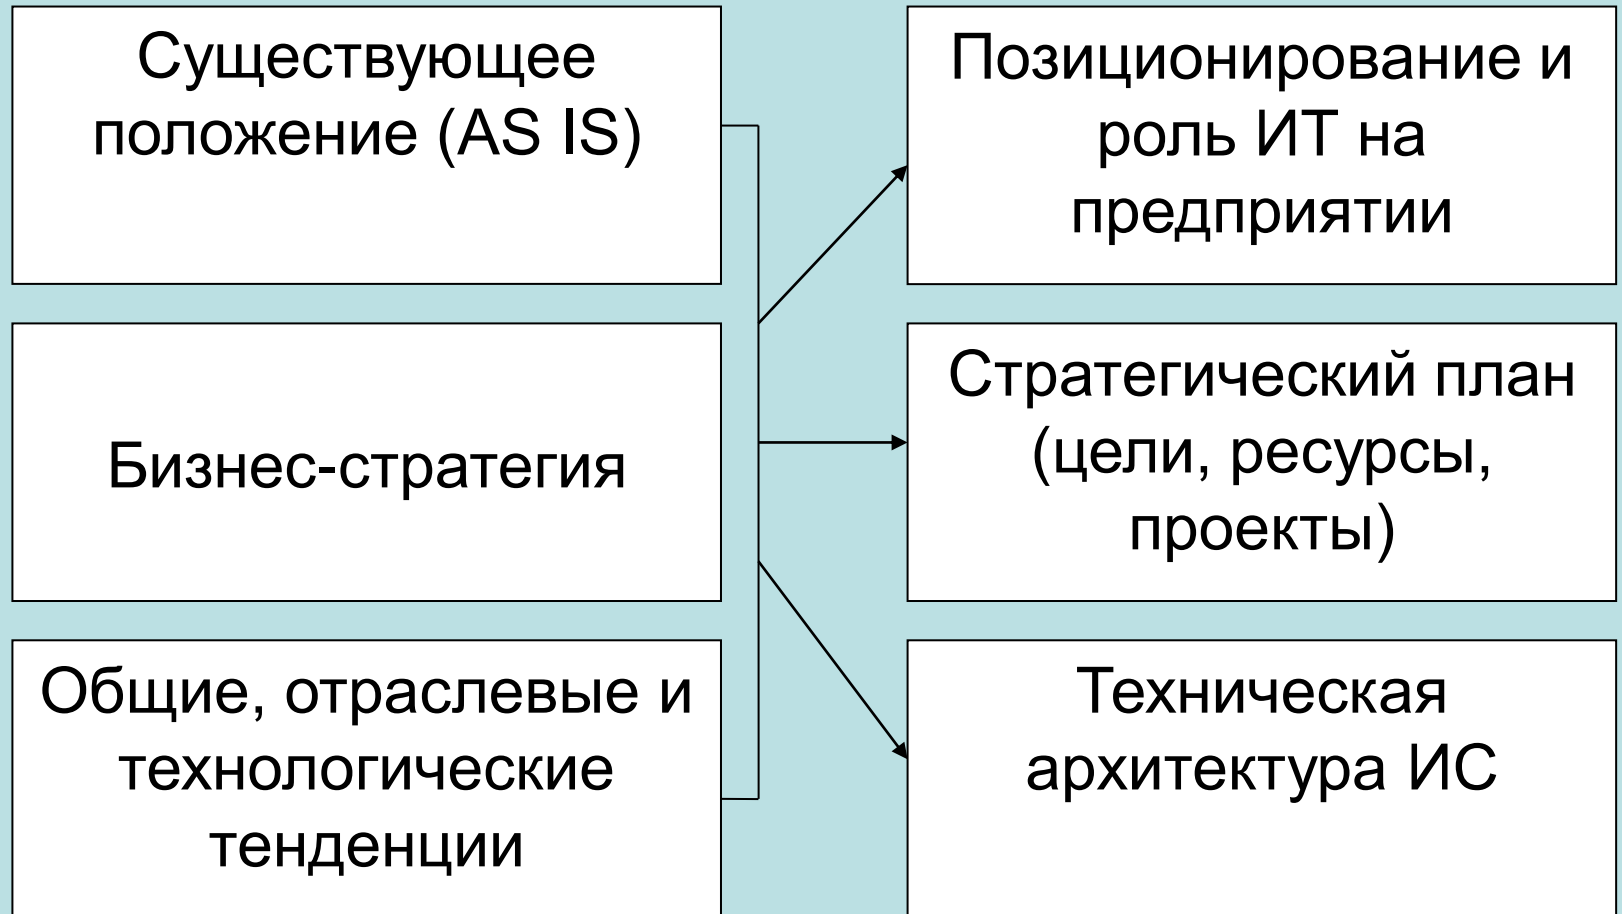 Существующее
положение (AS IS)
Бизнес-стратегия
Общие, отраслевые и
технологические
тенденции
Позиционирование и
роль ИТ на
предприятии
Стратегический план
(цели, ресурсы,
проекты)
Техническая
архитектура ИС